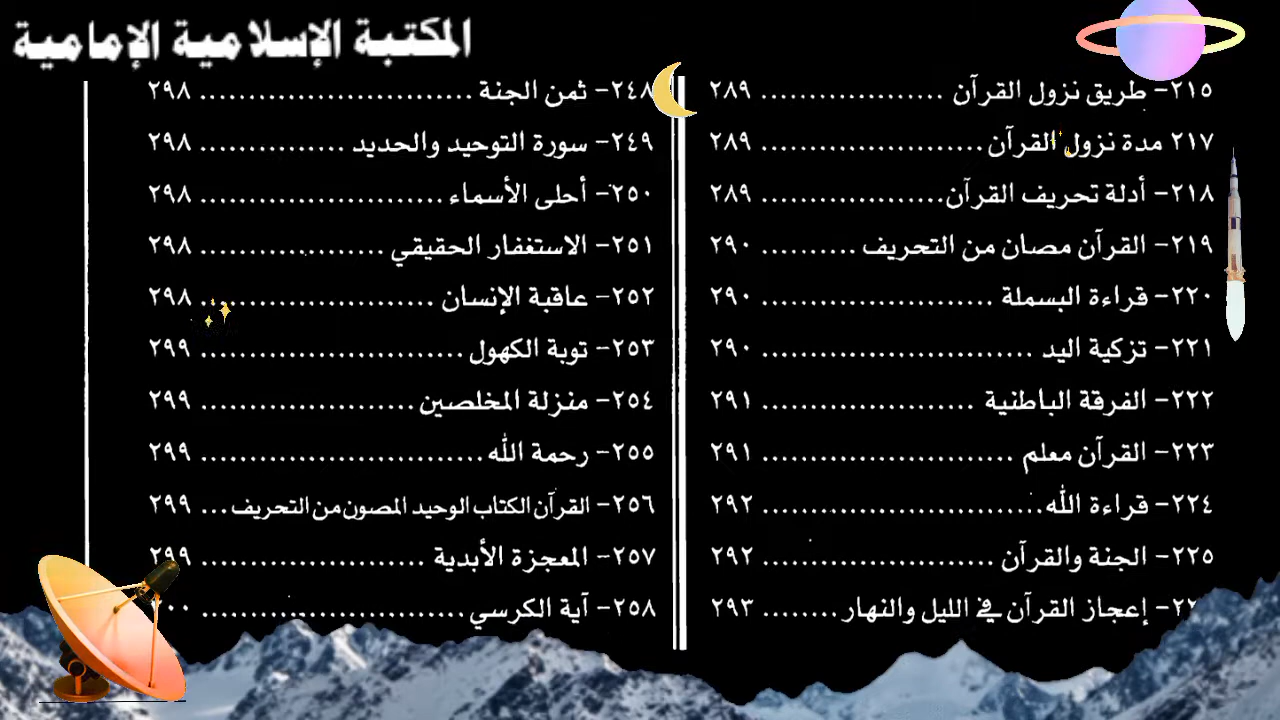 المكتبة الإسلامية الإمامية
٢١٥- طريق نزول القرآن ................... ٢٨٩
٢١٧ مدة نزول القرآن ...................... ٢٨٩
٢١٨- أدلة تحريف القرآن .................. ٢٨٩
٢١٩- القرآن مصان من التحريف ......... ٢٩٠
٢٢٠- قراءة البسملة ....................... ٢٩٠
٢٢١- تزكية اليد ........................... ٢٩٠
٢٢٢- الفرقة الباطنية ..................... ٢٩١
٢٢٣- القرآن معلم ......................... ٢٩١
٢٢٤- قراءة الله ............................ ٢٩٢
٢٢٥- الجنة والقرآن ...................... ٢٩٢
إعجاز القرآن في الليل والنهار ........ ٢٩٣
٢٤٨- ثمن الجنة ........................... ٢٩٨
٢٤٩- سورة التوحيد والحديد .............. ٢٩٨
٢٥٠- أحلى الأسماء ........................ ٢٩٨
٢٥١- الاستغفار الحقيقي .................. ٢٩٨
٢٥٢- عاقبة الإنسان ....................... ٢٩٨
٢٥٣- توبة الكهول ......................... ٢٩٩
٢٥٤- منزلة المخلصين ..................... ٢٩٩
٢٥٥- رحمة الله ............................ ٢٩٩
٢٥٦- القرآن الكتاب الوحيد المصون من التحريف ... ٢٩٩
٢٥٧- المعجزة الأبدية ..................... ٢٩٩
٢٥٨- آية الكرسي ..........................